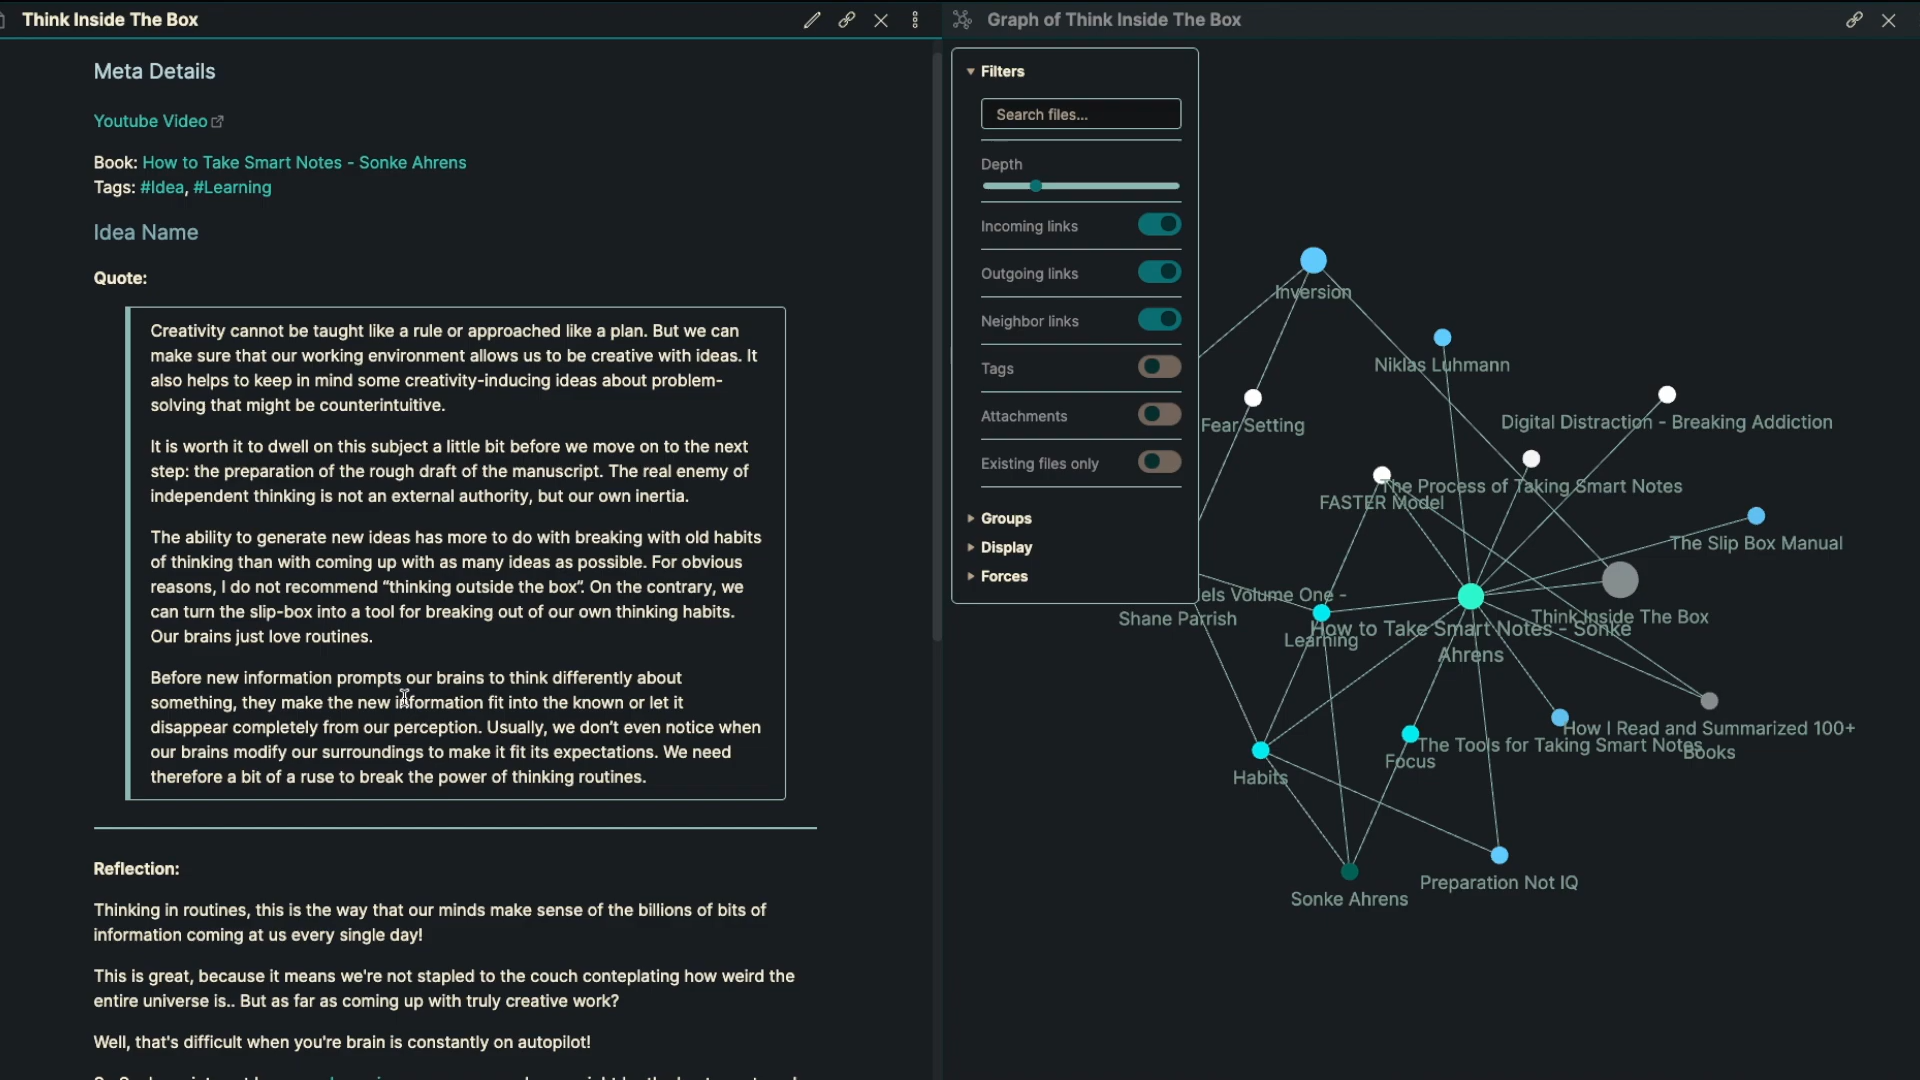 Think Inside The Box
Meta Details
Youtube Video
Book: How to Take Smart Notes - Sonke Ahrens
Tags: #Idea, #Learning
Idea Name
Quote:
Creativity cannot be taught like a rule or approached like a plan. But we can
make sure that our working environment allows us to be creative with ideas. It
also helps to keep in mind some creativity-inducing ideas about problem-
solving that might be counterintuitive.
It is worth it to dwell on this subject a little bit before we move on to the next
step: the preparation of the rough draft of the manuscript. The real enemy of
independent thinking is not an external authority, but our own inertia.
The ability to generate new ideas has more to do with breaking with old habits
of thinking than with coming up with as many ideas as possible. For obvious
reasons, I do not recommend “thinking outside the box”. On the contrary, we
can turn the slip-box into a tool for breaking out of our own thinking habits.
Our brains just love routines.
Before new information prompts our brains to think differently about
something, they make the new information fit into the known or let it
disappear completely from our perception. Usually, we don’t even notice when
our brains modify our surroundings to make it fit its expectations. We need
therefore a bit of a ruse to break the power of thinking routines.
Reflection:
Thinking in routines, this is the way that our minds make sense of the billions of bits of
information coming at us every single day!
This is great, because it means we're not stapled to the couch conteplating how weird the
entire universe is.. But as far as coming up with truly creative work?
Well, that's difficult when you're brain is constantly on autopilot!
Graph of Think Inside The Box
Filters
Search files...
Depth
Incoming links
Outgoing links
Neighbor links
Tags
Attachments
Existing files only
Groups
Display
Forces
Inversion
Niklas Luhmann
Fear Setting
Digital Distraction - Breaking Addiction
The Process of Taking Smart Notes
FASTER Model
The Slip Box Manual
els Volume One -
Shane Parrish
Think Inside The Box
Learning
How to Take Smart Notes - Sonke
Ahrens
How I Read and Summarized 100+
Books
The Tools for Taking Smart Notes
Focus
Habits
Preparation Not IQ
Sonke Ahrens